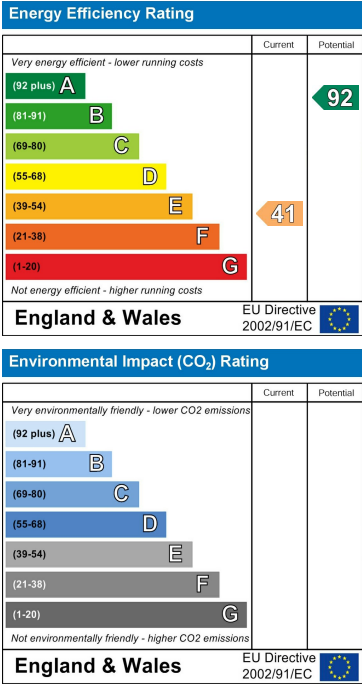 Energy Efficiency Rating
Current Potential
Very energy efficient - lower running costs
(92 plus) A
92
(81-91) B
(69-80) C
(55-68) D
(39-54) E
41
(21-38) F
(1-20) G
Not energy efficient - higher running costs
England & Wales
EU Directive
2002/91/EC
Environmental Impact (CO₂) Rating
Current Potential
Very environmentally friendly - lower CO2 emissions
(92 plus) A
(81-91) B
(69-80) C
(55-68) D
(39-54) E
(21-38) F
(1-20) G
Not environmentally friendly - higher CO2 emissions
England & Wales
EU Directive
2002/91/EC